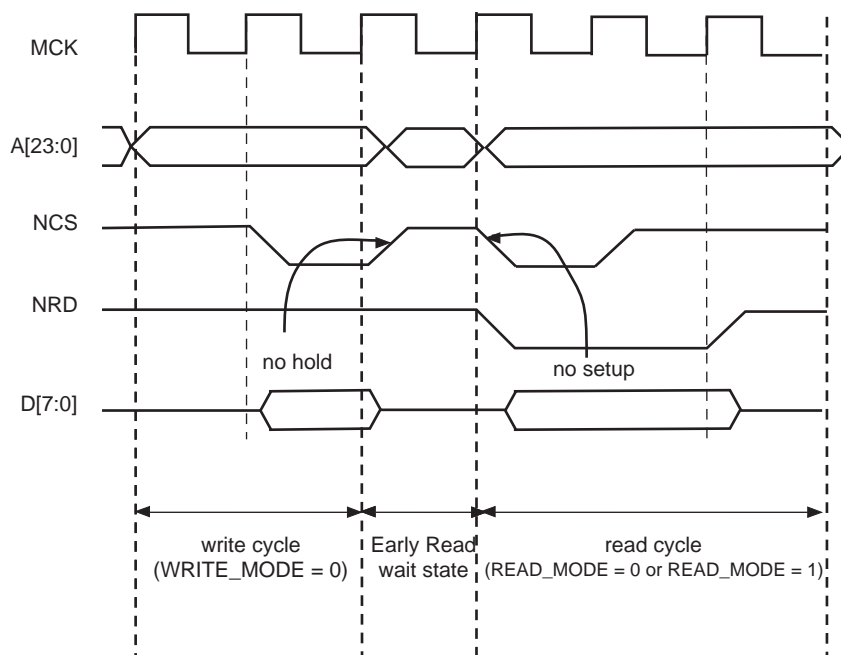 MCK
A[23:0]
NCS
NRD
no hold
no setup
D[7:0]
write cycle
(WRITE_MODE = 0)
Early Read
wait state
read cycle
(READ_MODE = 0 or READ_MODE = 1)